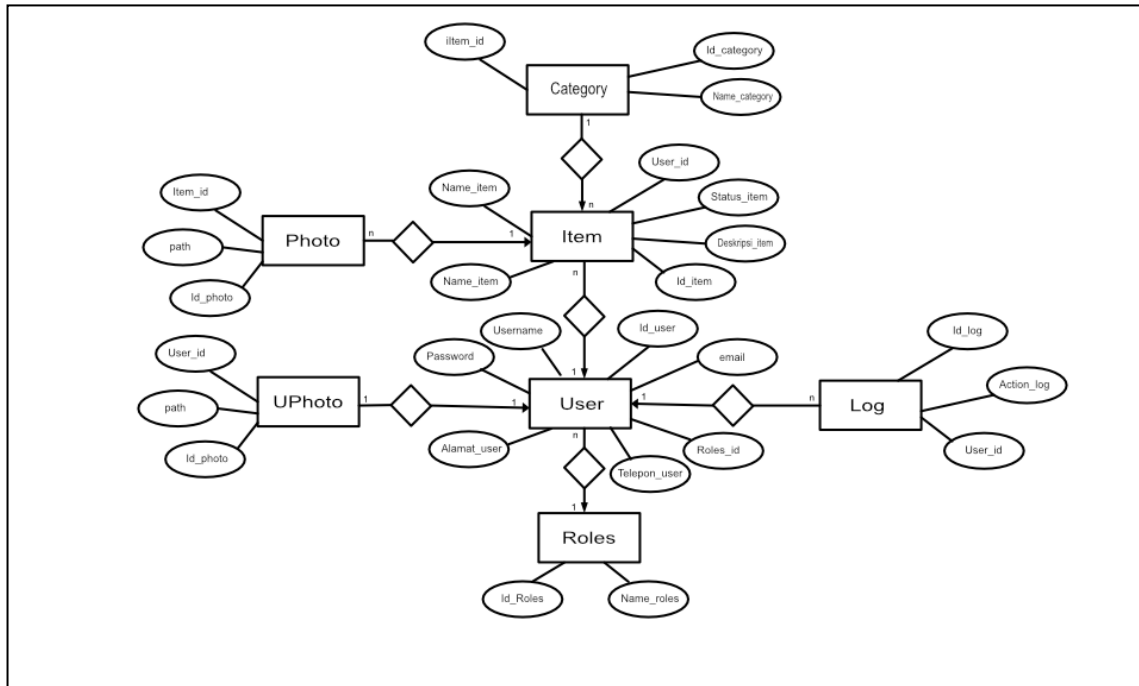 iItem_id
Id_category
Category
Name_category
1
User_id
Name_item
Item_id
Status_item
n
Photo
n
1
Item
path
Deskripsi_item
n
Name_item
Id_item
Id_photo
Username
Id_user
Id_log
User_id
Password
email
1
Action_log
UPhoto
1
1
User
1
n
Log
path
n
Alamat_user
Roles_id
User_id
Id_photo
Telepon_user
1
Roles
Id_Roles
Name_roles